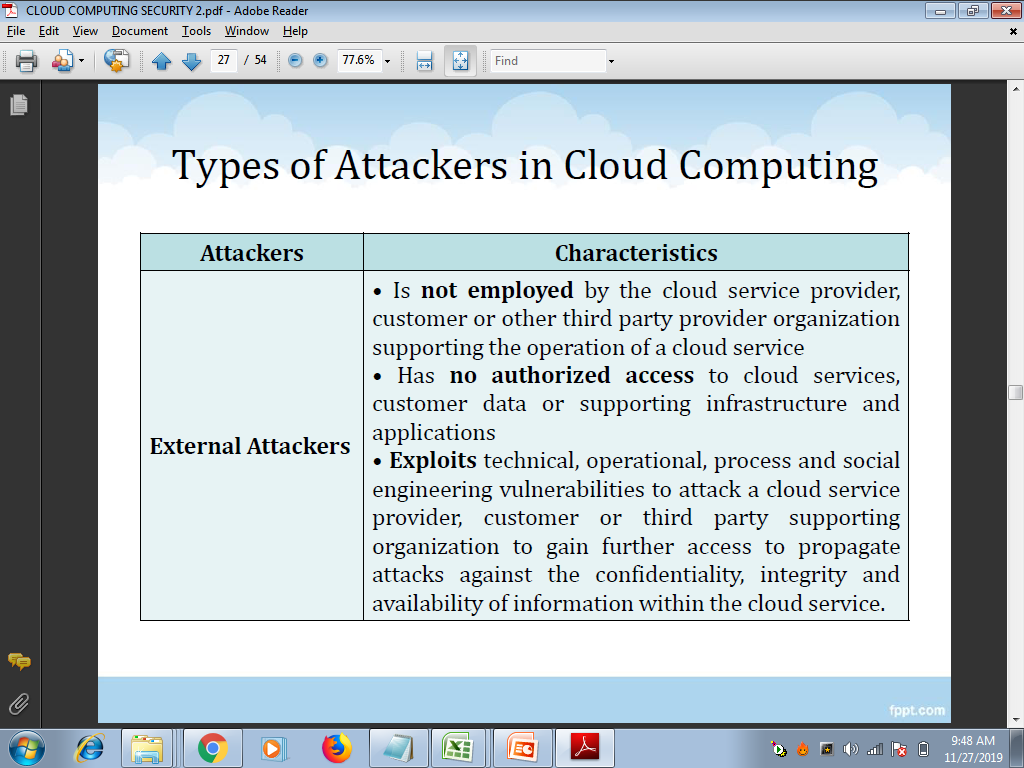 CLOUD COMPUTING SECURITY 2.pdf - Adobe Reader
File Edit View Document Tools Window Help
27 / 54 77.6% Find
Types of Attackers in Cloud Computing
Attackers
Characteristics
External Attackers
• Is not employed by the cloud service provider,
customer or other third party provider organization
supporting the operation of a cloud service
• Has no authorized access to cloud services,
customer data or supporting infrastructure and
applications
• Exploits technical, operational, process and social
engineering vulnerabilities to attack a cloud service
provider, customer or third party supporting
organization to gain further access to propagate
attacks against the confidentiality, integrity and
availability of information within the cloud service.
fppt.com
9:48 AM
11/27/2019